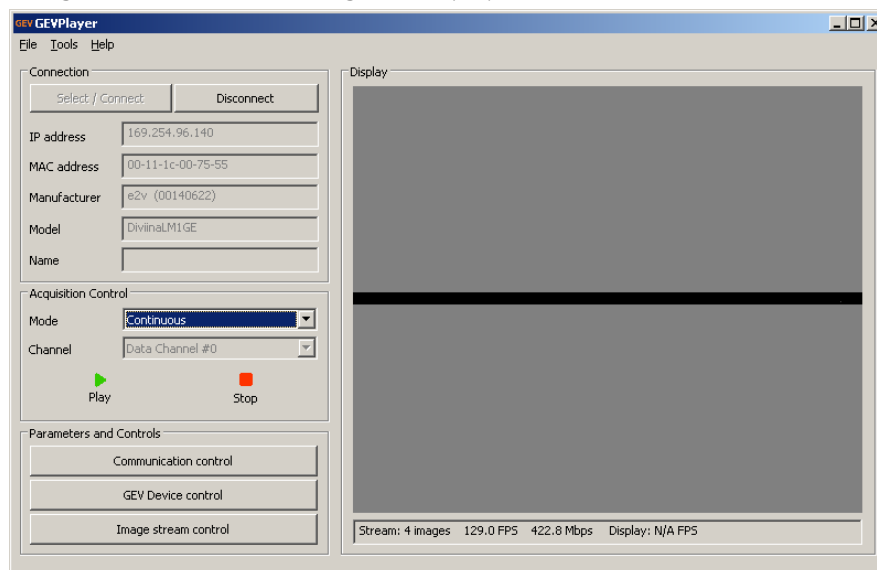 GEV GEVPlayer
File Tools Help
Connection
Select / Connect Disconnect
IP address 169.254.96.140
MAC address 00-11-1c-00-75-55
Manufacturer e2v (00140622)
Model DiviinaLM1GE
Name
Acquisition Control
Mode Continuous
Channel Data Channel #0
Play Stop
Parameters and Controls
Communication control
GEV Device control
Image stream control
Display
Stream: 4 images 129.0 FPS 422.8 Mbps Display: N/A FPS